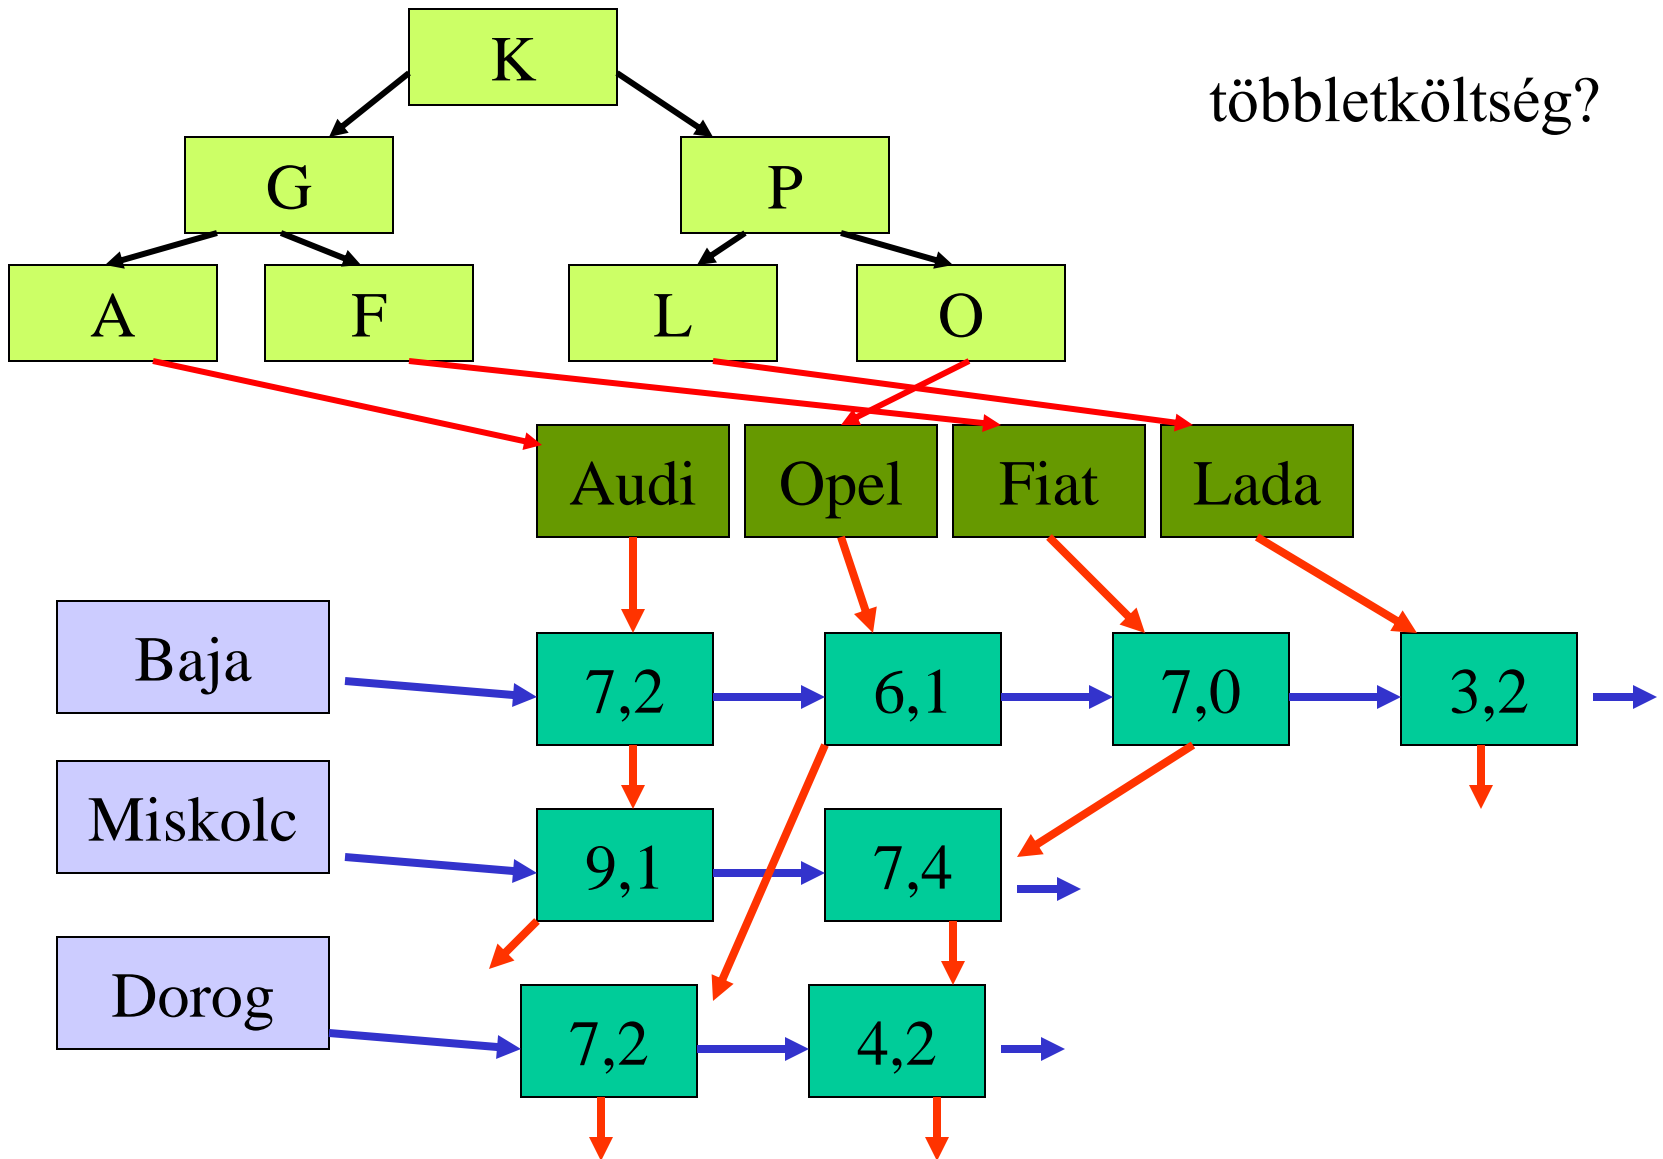 K
többletköltség?
G
P
A
F
L
O
Audi
Opel
Fiat
Lada
Baja
7,2
6,1
7,0
3,2
Miskolc
9,1
7,4
Dorog
7,2
4,2